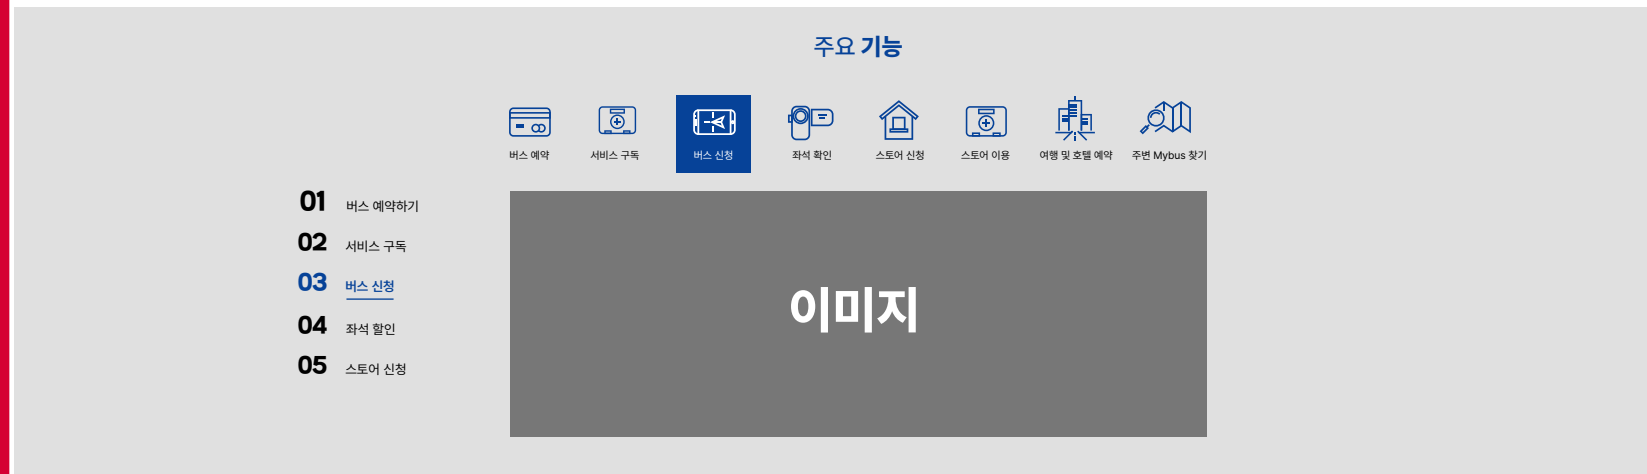 주요 기능
버스 예약
서비스 구독
버스 신청
좌석 확인
스토어 신청
스토어 이용
여행 및 호텔 예약
주변 Mybus 찾기
01 버스 예약하기
02 서비스 구독
03 버스 신청
04 좌석 할인
05 스토어 신청
이미지